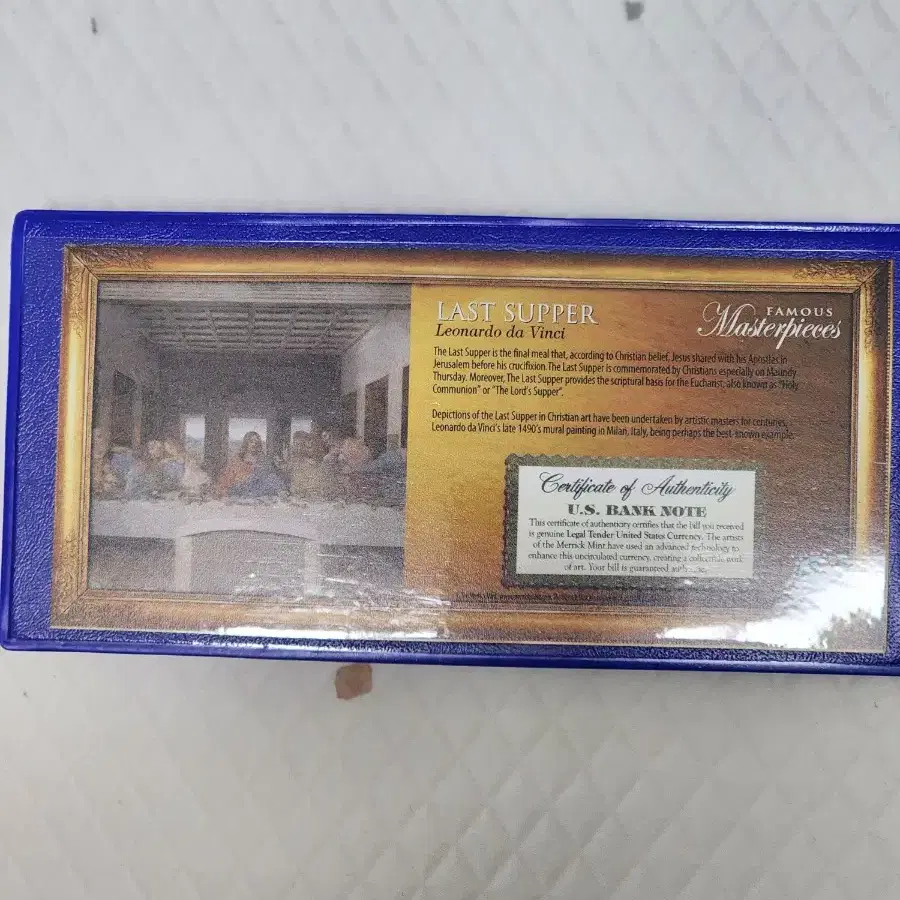 LAST SUPPER
Leonardo da Vinci
FAMOUS
Masterpieces
The Last Supper is the final meal that, according to Christian belief, Jesus shared with his Apostles in
Jerusalem before his crucifixion. The Last Supper is commemorated by Christians especially on Maundy
Thursday. Moreover, The Last Supper provides the scriptural basis for the Eucharist, also known as "Holy
Communion" or "The Lord's Supper".
Depictions of the Last Supper in Christian art have been undertaken by artistic masters for centuries,
Leonardo da Vinci's late 1490's mural painting in Milan, Italy, being perhaps the best-known example.
Certificate of Authenticity
U.S. BANK NOTE
This certificate of authenticity certifies that the bill you received
is genuine Legal Tender United States Currency. The artists
of the Merrick Mint have used an advanced technology to
enhance this uncirculated currency, creating a collectible work
of art. Your bill is guaranteed